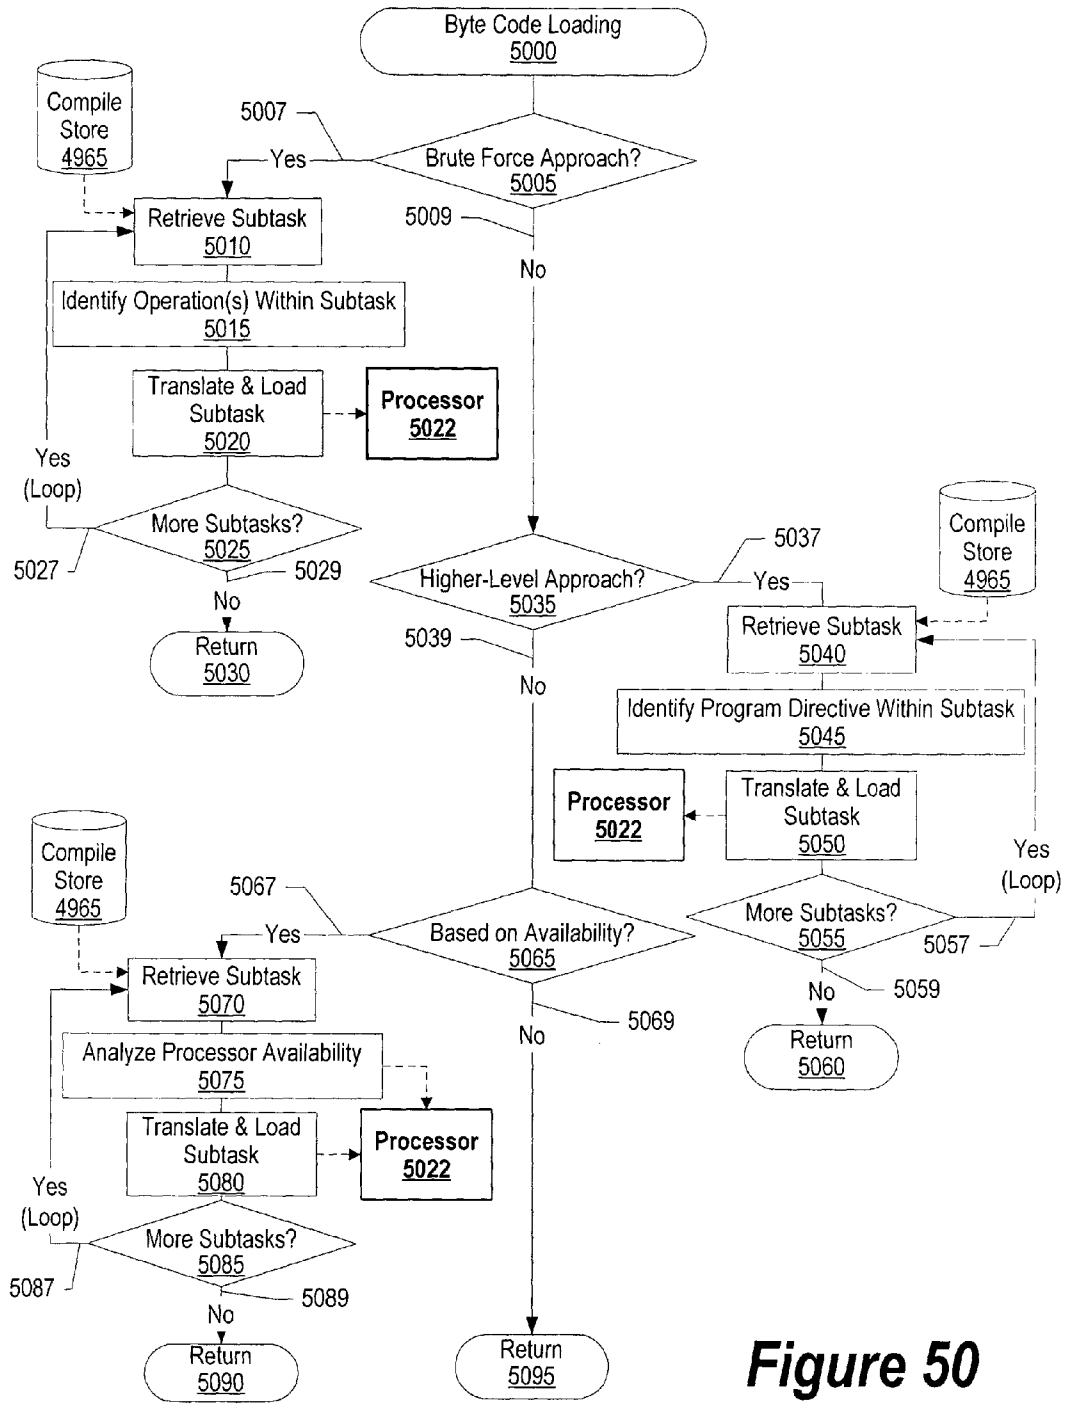 Byte Code Loading
5000
Compile
Store
4965
5007
Yes
Brute Force Approach?
5005
5009
No
Retrieve Subtask
5010
Identify Operation(s) Within Subtask
5015
Translate & Load
Subtask
5020
Processor
5022
Yes
(Loop)
More Subtasks?
5025
5027
5029
No
Return
5030
Higher-Level Approach?
5035
5037
Yes
5039
No
Compile
Store
4965
Retrieve Subtask
5040
Identify Program Directive Within Subtask
5045
Translate & Load
Subtask
5050
Processor
5022
Yes
(Loop)
More Subtasks?
5055
5057
5059
No
Return
5060
Compile
Store
4965
5067
Yes
Based on Availability?
5065
5069
No
Retrieve Subtask
5070
Analyze Processor Availability
5075
Translate & Load
Subtask
5080
Processor
5022
Yes
(Loop)
More Subtasks?
5085
5087
5089
No
Return
5090
Return
5095
Figure 50